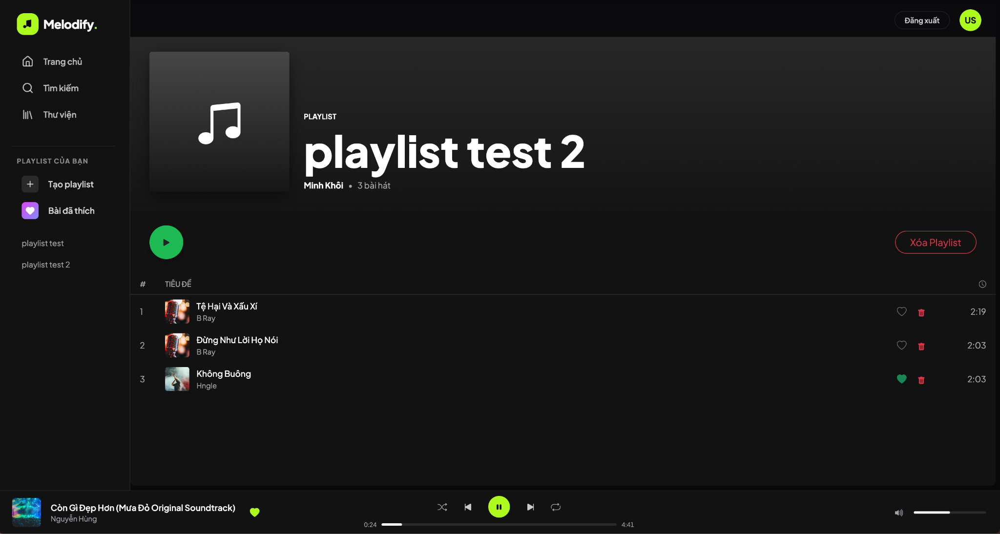 Melodify.
Trang chủ
Tìm kiếm
Thư viện
PLAYLIST CỦA BẠN
Tạo playlist
Bài đã thích
playlist test
playlist test 2
Đăng xuất
US
PLAYLIST
playlist test 2
Minh Khôi • 3 bài hát
Xóa Playlist
# TIÊU ĐỀ
1 Tệ Hại Và Xấu Xí 2:19
B Ray
2 Đừng Như Lời Họ Nói 2:03
B Ray
3 Không Buông 2:03
Hngle
Còn Gì Đẹp Hơn (Mưa Đỏ Original Soundtrack)
Nguyễn Hùng
0:24 4:41